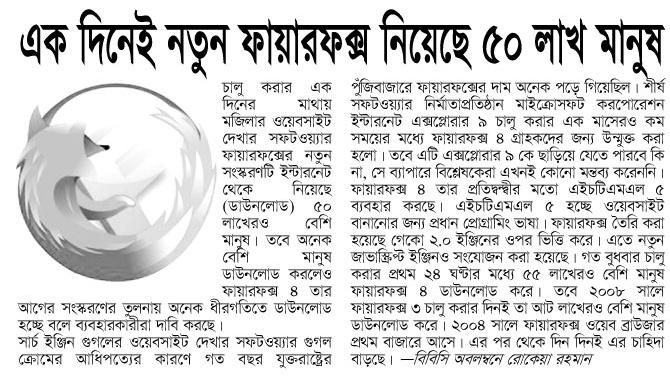 এক দিনেই নতুন ফায়ারফক্স নিয়েছে ৫০ লাখ মানুষ
চালু করার এক
দিনের মাথায়
মজিলার ওয়েবসাইট
দেখার সফটওয়্যার
ফায়ারফক্সের নতুন
সংস্করণটি ইন্টারনেট
থেকে নিয়েছে
(ডাউনলোড) ৫০
লাখেরও বেশি
মানুষ। তবে অনেক
বেশি মানুষ
ডাউনলোড করলেও
ফায়ারফক্স ৪ তার
আগের সংস্করণের তুলনায় অনেক ধীরগতিতে ডাউনলোড
হচ্ছে বলে ব্যবহারকারীরা দাবি করছে।
সার্চ ইঞ্জিন গুগলের ওয়েবসাইট দেখার সফটওয়্যার গুগল
ক্রোমের আধিপত্যের কারণে গত বছর যুক্তরাষ্ট্রের
পুঁজিবাজারে ফায়ারফক্সের দাম অনেক পড়ে গিয়েছিল। শীর্ষ
সফটওয়্যার নির্মাতাপ্রতিষ্ঠান মাইক্রোসফট করপোরেশন
ইন্টারনেট এক্সপ্লোরার ৯ চালু করার এক মাসেরও কম
সময়ের মধ্যে ফায়ারফক্স ৪ গ্রাহকদের জন্য উন্মুক্ত করা
হলো। তবে এটি এক্সপ্লোরার ৯ কে ছাড়িয়ে যেতে পারবে কি
না, সে ব্যাপারে বিশ্লেষকেরা এখনই কোনো মন্তব্য করেননি।
ফায়ারফক্স ৪ তার প্রতিদ্বন্দ্বীর মতো এইচটিএমএল ৫
ব্যবহার করছে। এইচটিএমএল ৫ হচ্ছে ওয়েবসাইট
বানানোর জন্য প্রধান প্রোগ্রামিং ভাষা। ফায়ারফক্স তৈরি করা
হয়েছে গেকো ২.০ ইঞ্জিনের ওপর ভিত্তি করে। এতে নতুন
জাভাস্ক্রিপ্ট ইঞ্জিনও সংযোজন করা হয়েছে। গত বুধবার চালু
করার প্রথম ২৪ ঘণ্টার মধ্যে ৫৫ লাখেরও বেশি মানুষ
ফায়ারফক্স ৪ ডাউনলোড করে। তবে ২০০৮ সালে
ফায়ারফক্স ৩ চালু করার দিনই তা আট লাখেরও বেশি মানুষ
ডাউনলোড করে। ২০০৪ সালে ফায়ারফক্স ওয়েব ব্রাউজার
প্রথম বাজারে আসে। এর পর থেকে দিন দিনই এর চাহিদা
বাড়ছে। —বিবিসি অবলম্বনে রোকেয়া রহমান